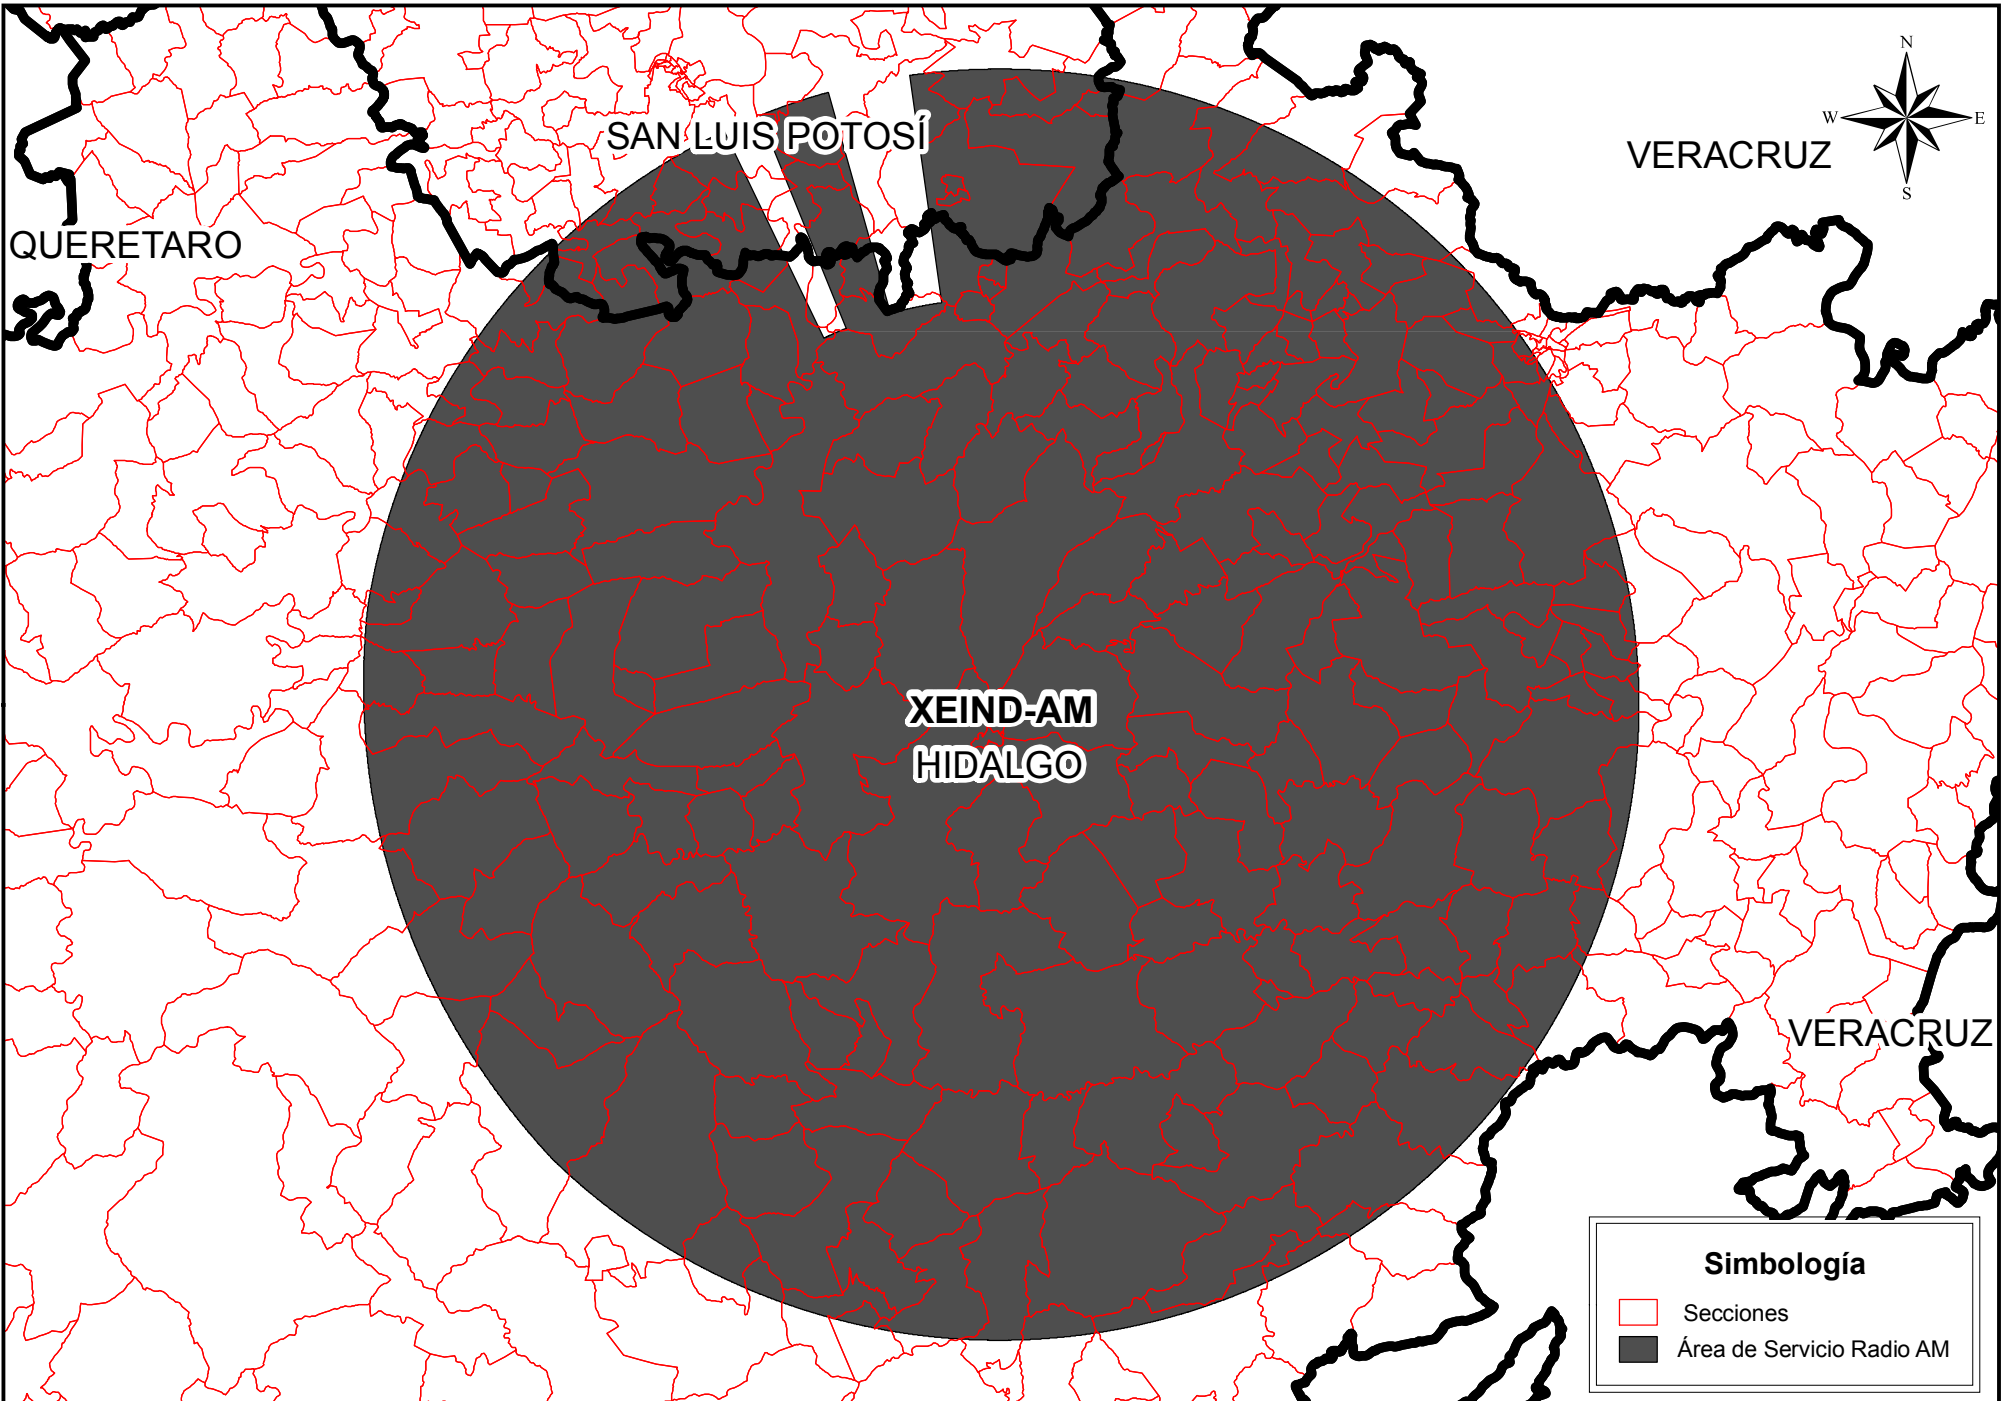 N
W E
S
SAN LUIS POTOSÍ
VERACRUZ
QUERETARO
XEIND-AM
HIDALGO
VERACRUZ
Simbología
Secciones
Área de Servicio Radio AM